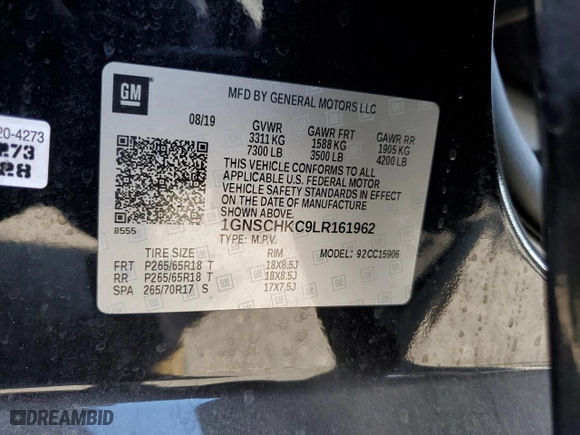 20-4273
273
28
GM
MFD BY GENERAL MOTORS LLC
08/19
GVWR GAWR FRT GAWR RR
3311 KG 1588 KG 1905 KG
7300 LB 3500 LB 4200 LB
THIS VEHICLE CONFORMS TO ALL
APPLICABLE U.S. FEDERAL MOTOR
VEHICLE SAFETY STANDARDS IN EFFECT
ON THE DATE OF MANUFACTURE
SHOWN ABOVE.
8555
1GNSCHKC9LR161962
TYPE: M.P.V. MODEL: 92CC15906
TIRE SIZE RIM
FRT P265/65R18 T 18X8.5J
RR P265/65R18 T 18X8.5J
SPA 265/70R17 S 17X7.5J
DREAMBID